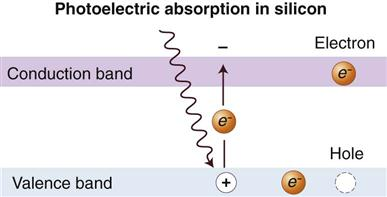 Photoelectric absorption in silicon
– Electron
Conduction band e⁻
e⁻
Hole
Valence band + e⁻